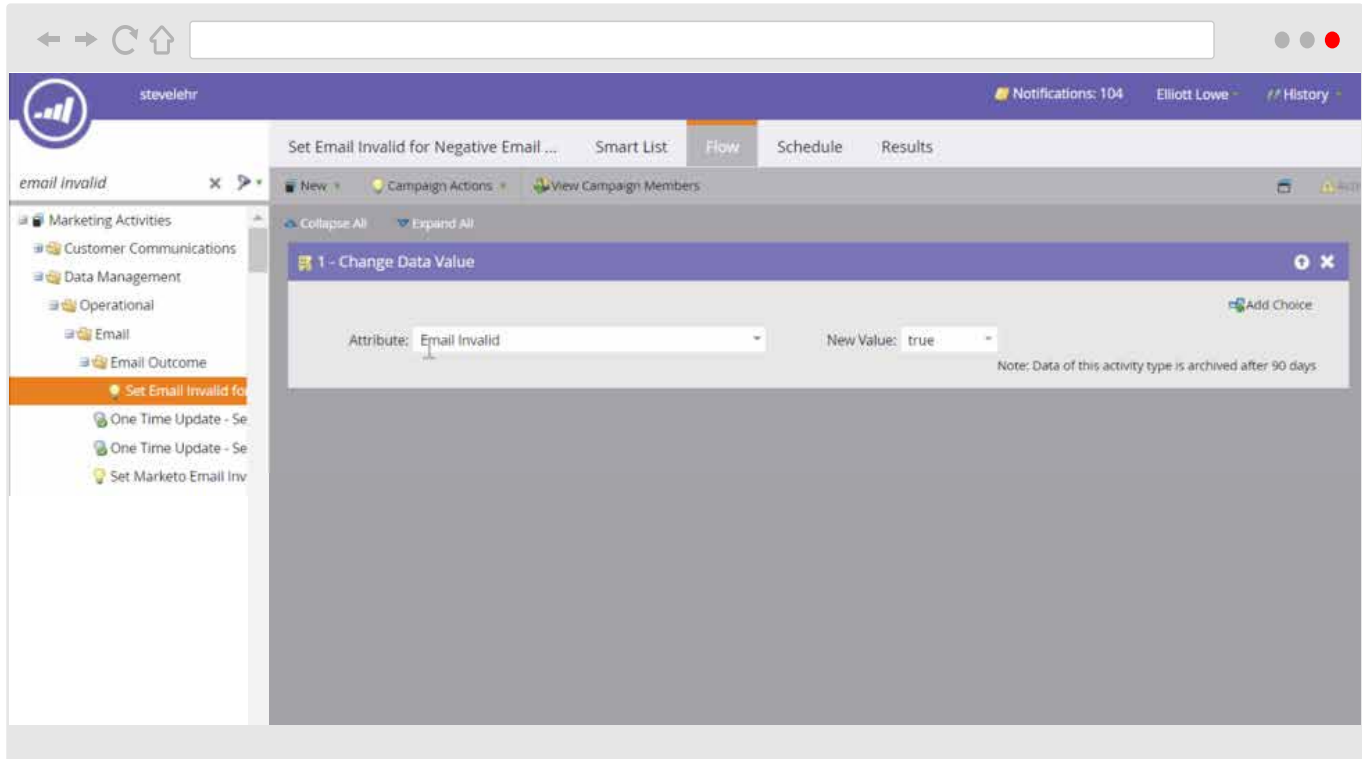 stevelehr
Notifications: 104 Elliott Lowe History
Set Email Invalid for Negative Email ... Smart List Flow Schedule Results
email invalid
New Campaign Actions View Campaign Members
Marketing Activities
Collapse All Expand All
Customer Communications
1 - Change Data Value
Data Management
Operational
Add Choice
Email
Attribute: Email Invalid New Value: true
Email Outcome
Note: Data of this activity type is archived after 90 days
Set Email Invalid fo
One Time Update - Se
One Time Update - Se
Set Marketo Email Inv